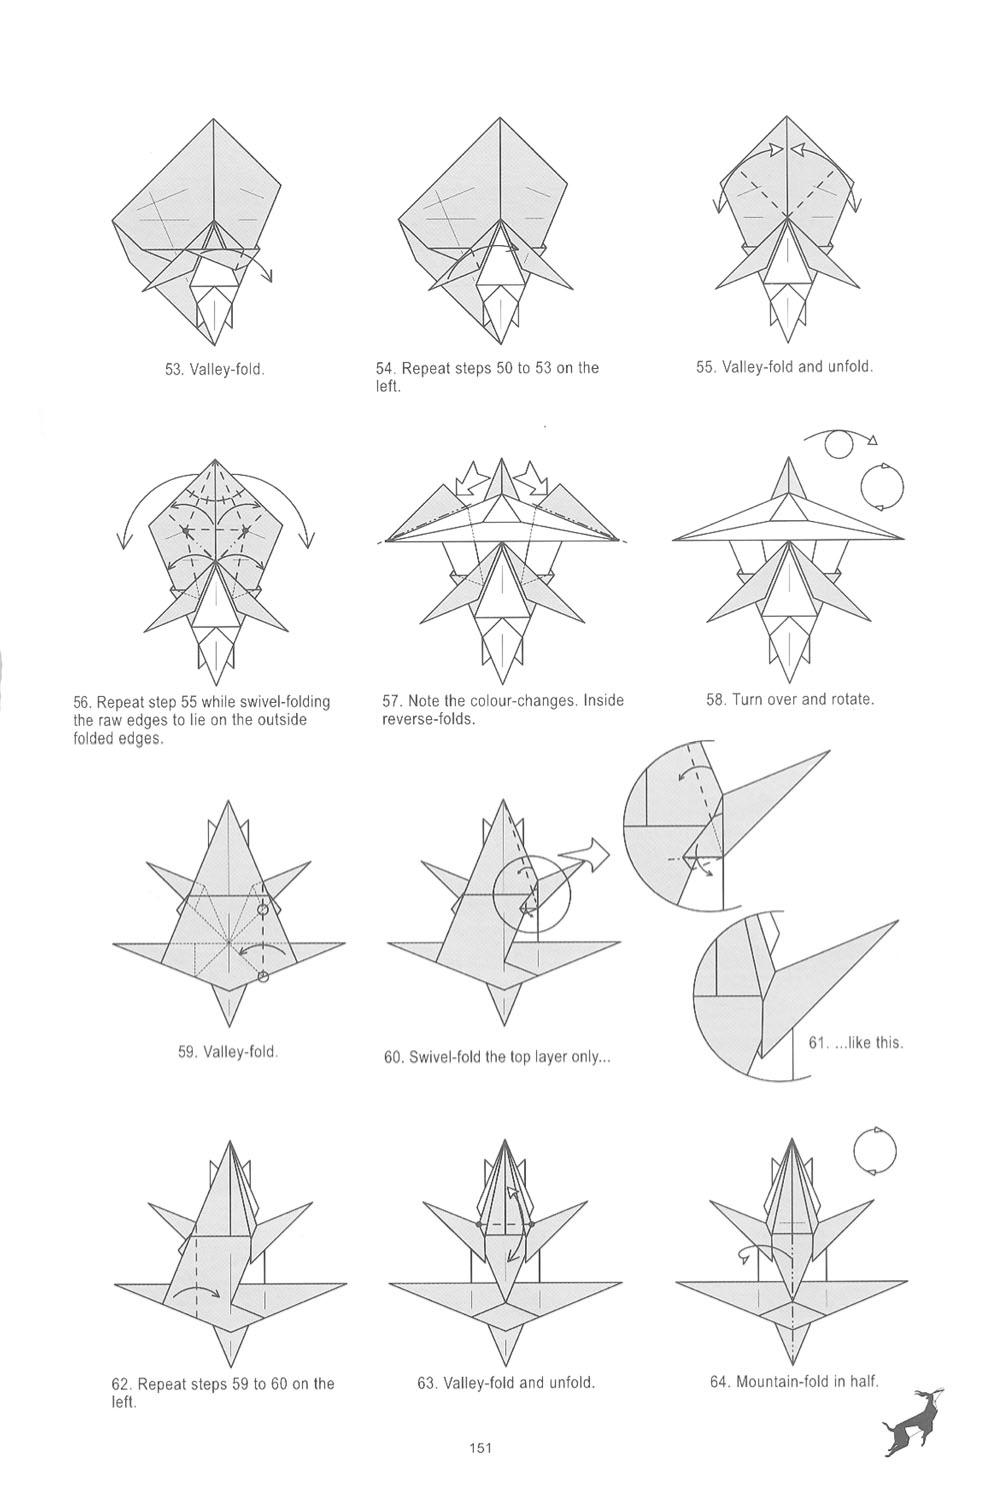 53. Valley-fold.
54. Repeat steps 50 to 53 on the
left.
55. Valley-fold and unfold.
56. Repeat step 55 while swivel-folding
the raw edges to lie on the outside
folded edges.
57. Note the colour-changes. Inside
reverse-folds.
58. Turn over and rotate.
59. Valley-fold.
60. Swivel-fold the top layer only...
61. ...like this.
62. Repeat steps 59 to 60 on the
left.
63. Valley-fold and unfold.
64. Mountain-fold in half.
151